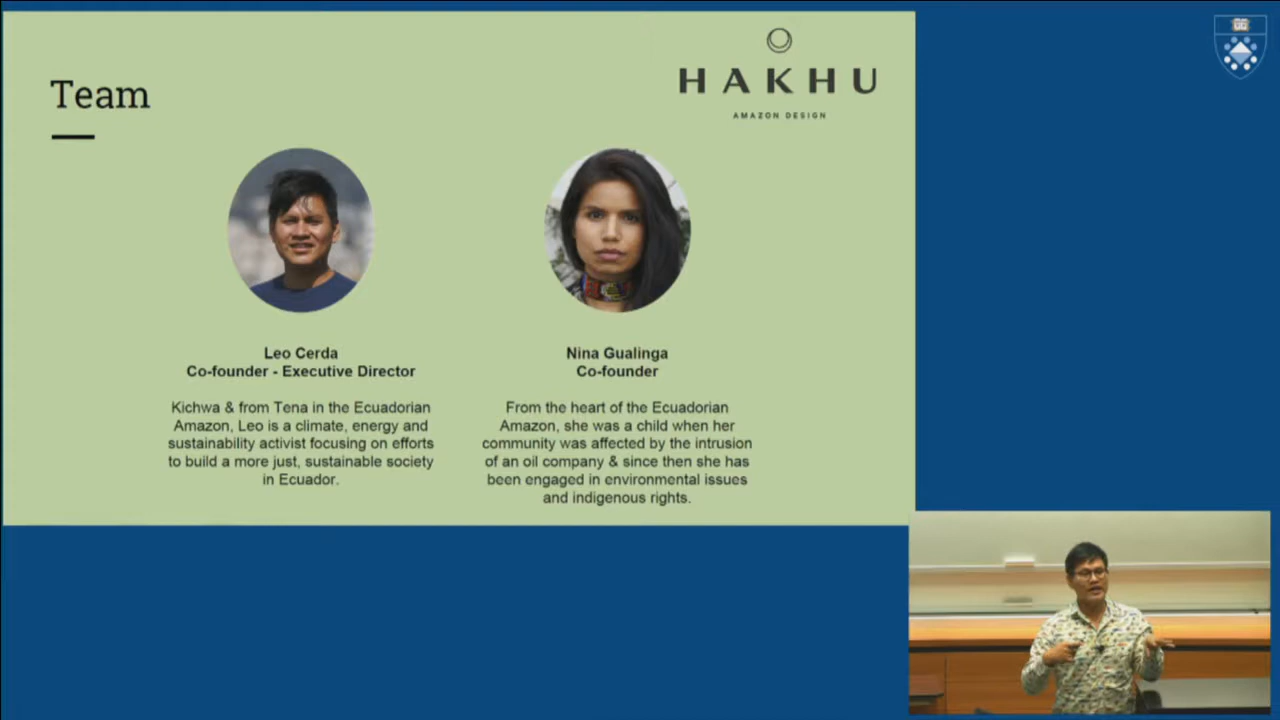 Team
HAKHU
AMAZON DESIGN
Leo Cerda
Co-founder - Executive Director
Kichwa & from Tena in the Ecuadorian
Amazon, Leo is a climate, energy and
sustainability activist focusing on efforts
to build a more just, sustainable society
in Ecuador.
Nina Gualinga
Co-founder
From the heart of the Ecuadorian
Amazon, she was a child when her
community was affected by the intrusion
of an oil company & since then she has
been engaged in environmental issues
and indigenous rights.